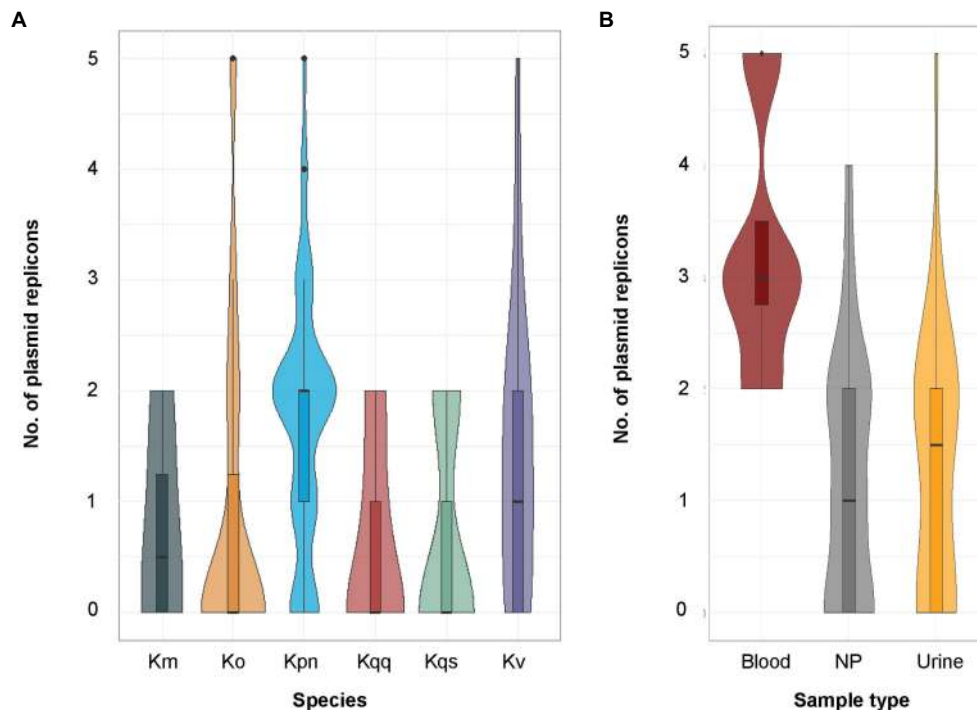 A
No. of plasmid replicons
5
4
3
2
1
0
Km Ko Kpn Kqq Kqs Kv
Species
B
No. of plasmid replicons
5
4
3
2
1
0
Blood NP Urine
Sample type